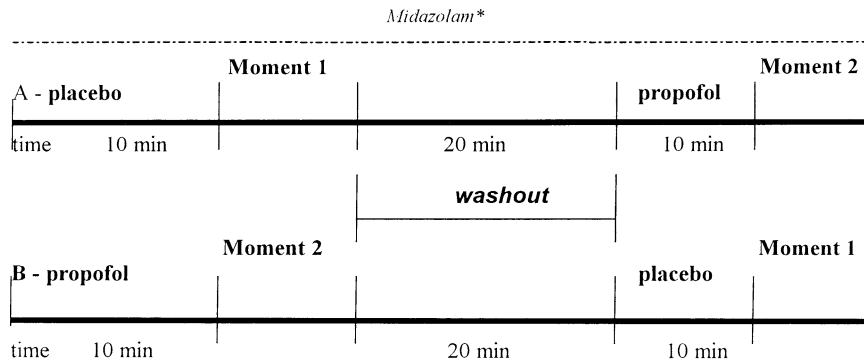 Midazolam*
Moment 1
Moment 2
A - placebo
propofol
time 10 min 20 min 10 min
washout
Moment 2
Moment 1
B - propofol
placebo
time 10 min 20 min 10 min